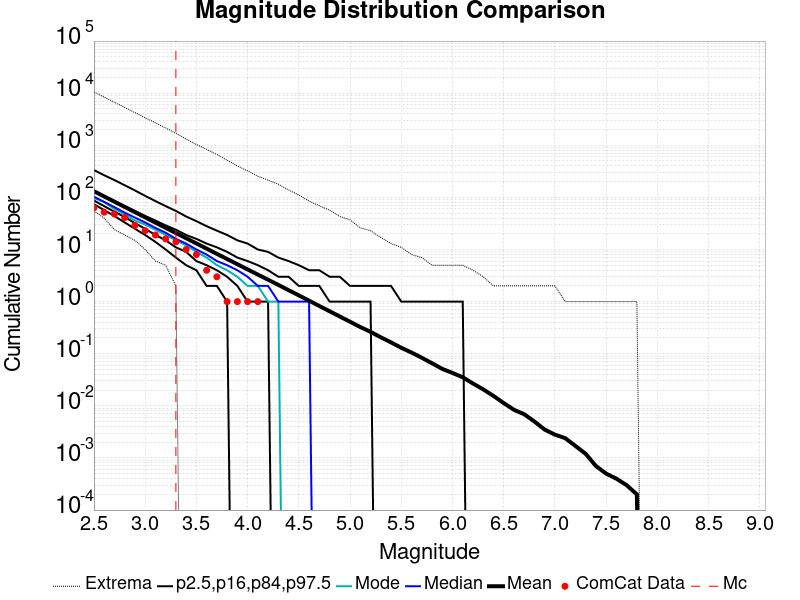 Magnitude Distribution Comparison
10^5
10^4
10^3
10^2
10^1
10^0
10^-1
10^-2
10^-3
10^-4
Cumulative Number
2.5 3.0 3.5 4.0 4.5 5.0 5.5 6.0 6.5 7.0 7.5 8.0 8.5 9.0
Magnitude
Extrema p2.5,p16,p84,p97.5 Mode Median Mean ComCat Data Mc